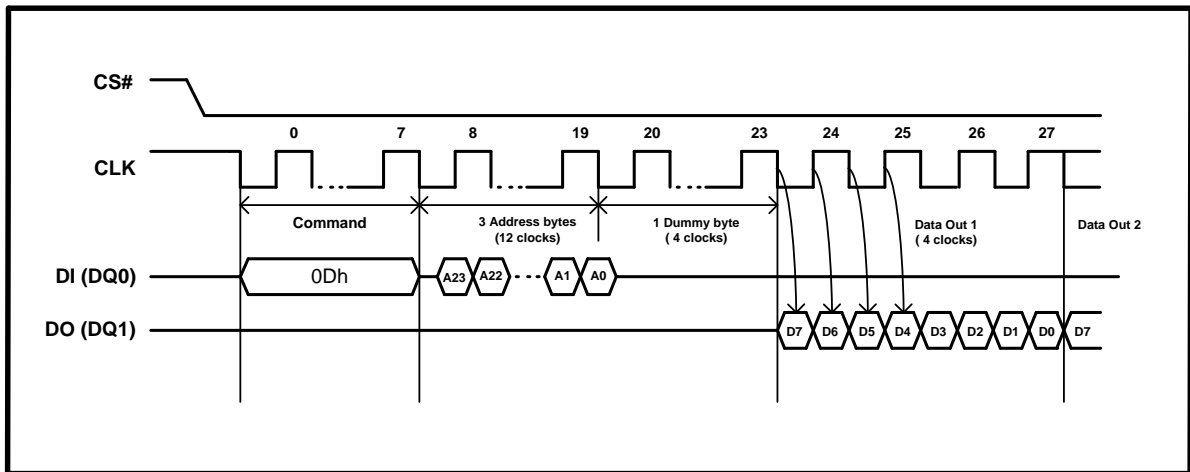 CS#
0 7 8 19 20 23 24 25 26 27
CLK
Command
3 Address bytes
(12 clocks)
1 Dummy byte
( 4 clocks)
Data Out 1
( 4 clocks)
Data Out 2
DI (DQ0)
0Dh
A23 A22 A1 A0
DO (DQ1)
D7 D6 D5 D4 D3 D2 D1 D0 D7